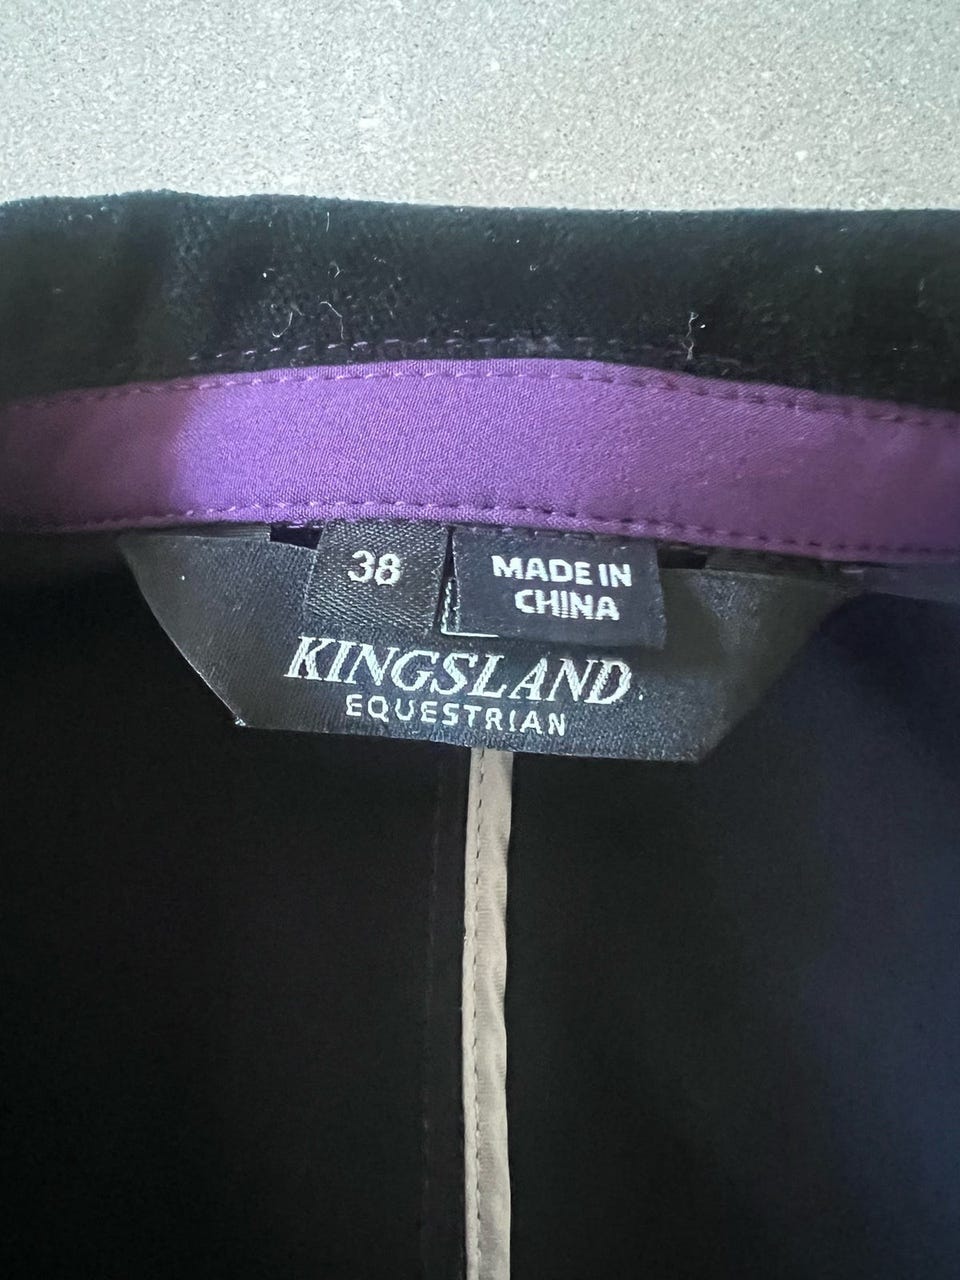 38
MADE IN
CHINA
KINGSLAND
EQUESTRIAN